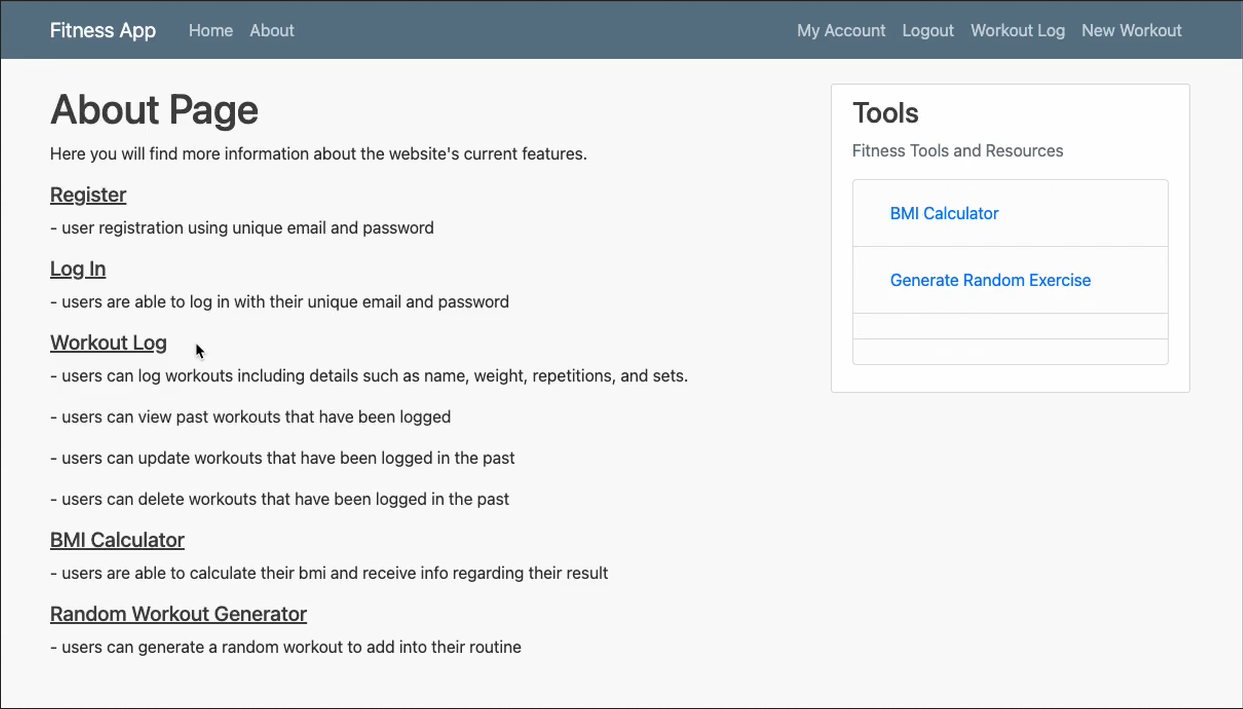 Fitness App Home About My Account Logout Workout Log New Workout
About Page
Here you will find more information about the website's current features.
Register
- user registration using unique email and password
Log In
- users are able to log in with their unique email and password
Workout Log
- users can log workouts including details such as name, weight, repetitions, and sets.
- users can view past workouts that have been logged
- users can update workouts that have been logged in the past
- users can delete workouts that have been logged in the past
BMI Calculator
- users are able to calculate their bmi and receive info regarding their result
Random Workout Generator
- users can generate a random workout to add into their routine
Tools
Fitness Tools and Resources
BMI Calculator
Generate Random Exercise